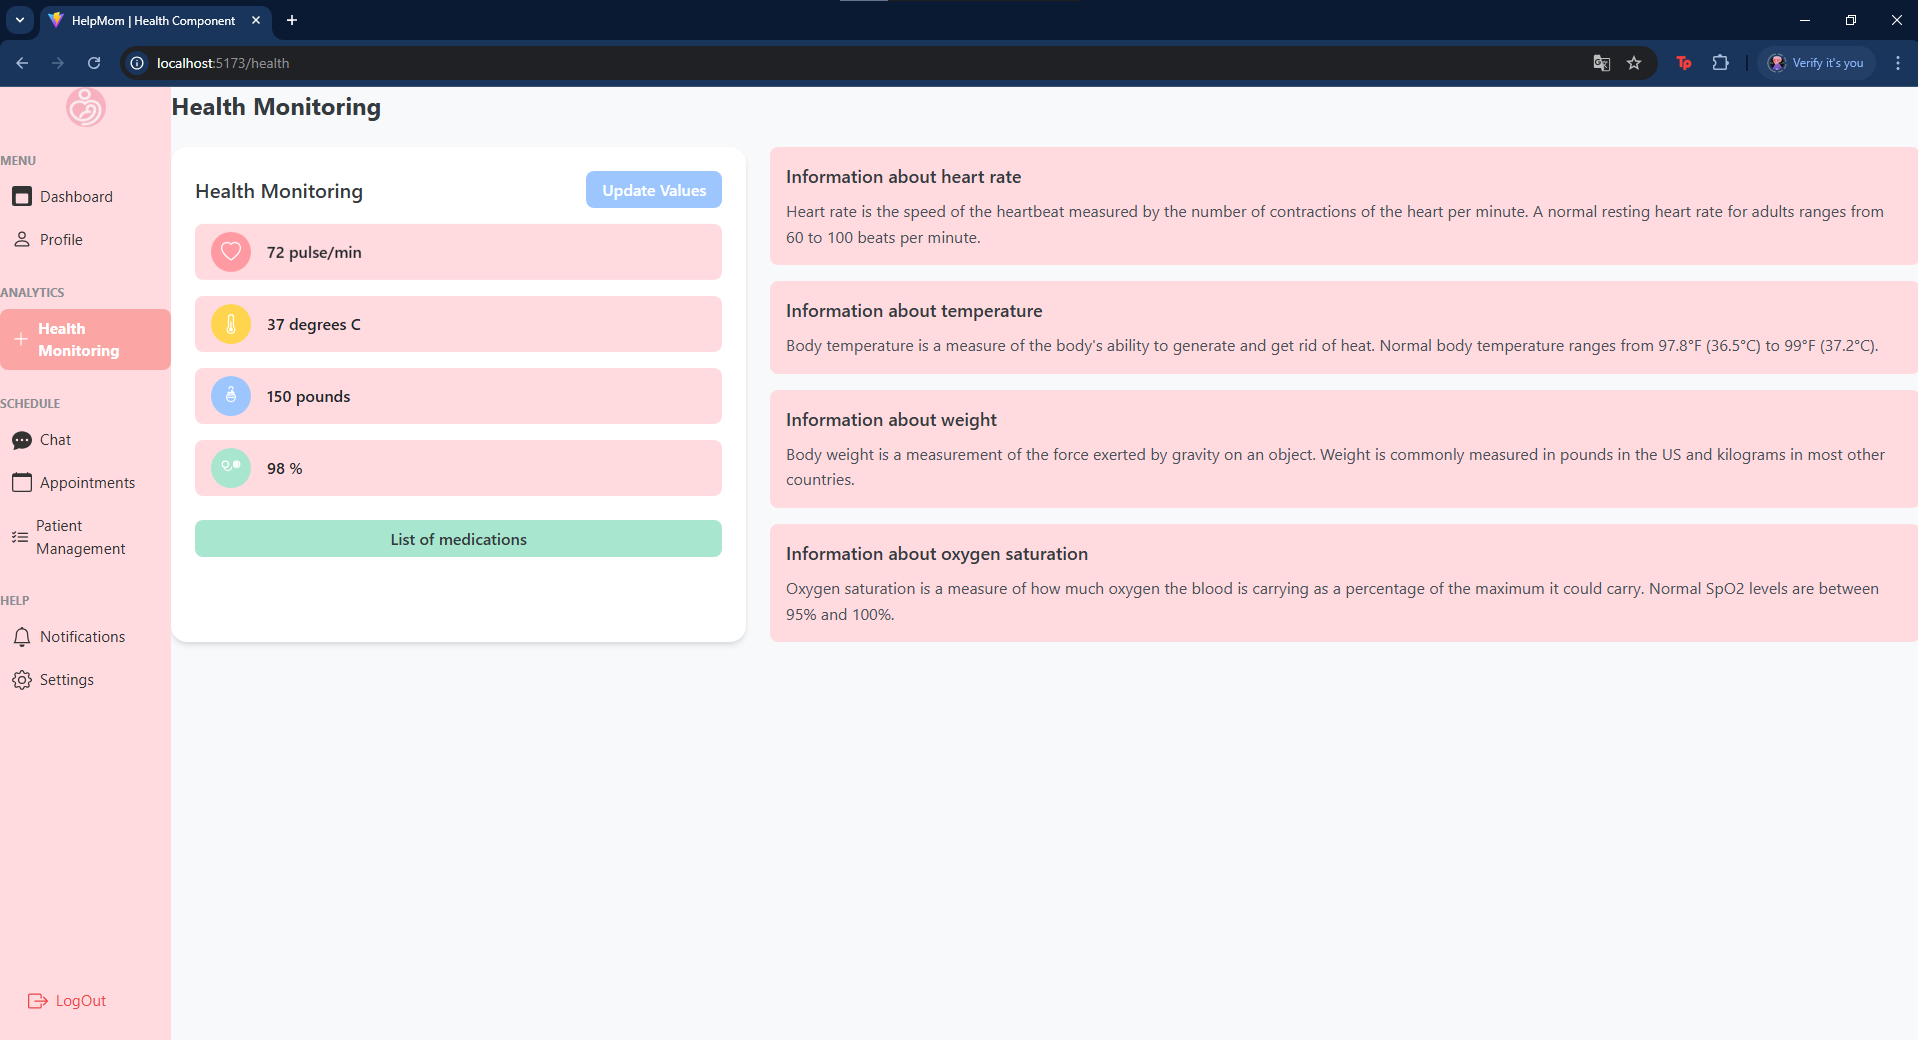 HelpMom | Health Component
localhost:5173/health
Tp
Verify it's you
MENU
Dashboard
Profile
ANALYTICS
Health
Monitoring
SCHEDULE
Chat
Appointments
Patient
Management
HELP
Notifications
Settings
LogOut
Health Monitoring
Health Monitoring
Update Values
72 pulse/min
37 degrees C
150 pounds
98 %
List of medications
Information about heart rate
Heart rate is the speed of the heartbeat measured by the number of contractions of the heart per minute. A normal resting heart rate for adults ranges from
60 to 100 beats per minute.
Information about temperature
Body temperature is a measure of the body's ability to generate and get rid of heat. Normal body temperature ranges from 97.8°F (36.5°C) to 99°F (37.2°C).
Information about weight
Body weight is a measurement of the force exerted by gravity on an object. Weight is commonly measured in pounds in the US and kilograms in most other
countries.
Information about oxygen saturation
Oxygen saturation is a measure of how much oxygen the blood is carrying as a percentage of the maximum it could carry. Normal SpO2 levels are between
95% and 100%.